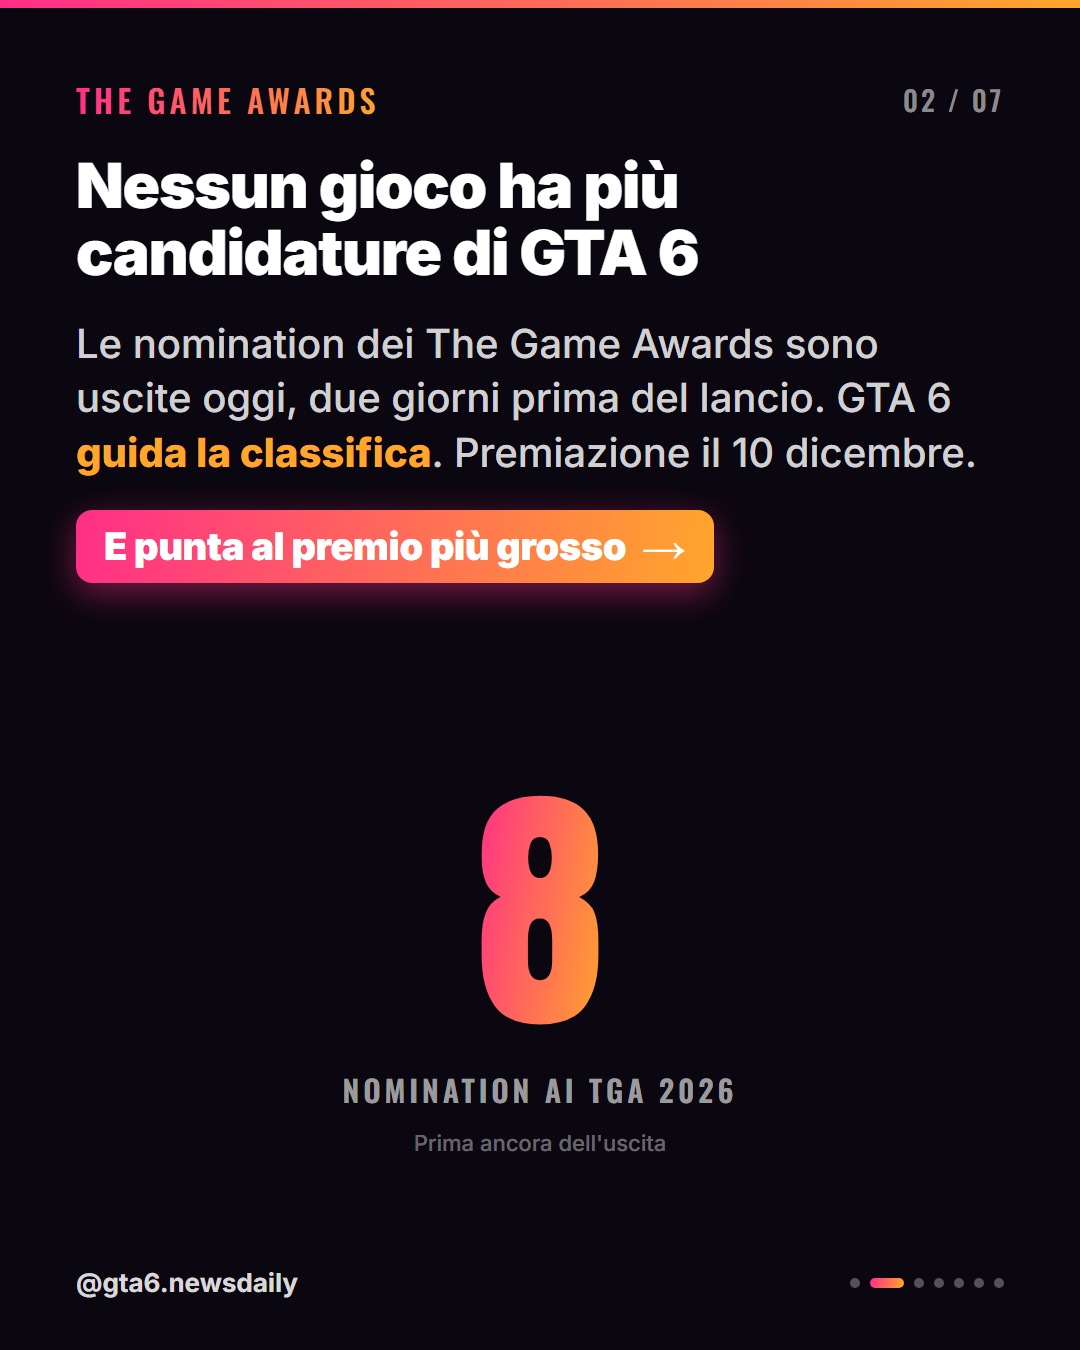 THE GAME AWARDS
02 / 07
Nessun gioco ha più
candidature di GTA 6
Le nomination dei The Game Awards sono
uscite oggi, due giorni prima del lancio. GTA 6
guida la classifica. Premiazione il 10 dicembre.
E punta al premio più grosso →
8
NOMINATION AI TGA 2026
Prima ancora dell'uscita
@gta6.newsdaily